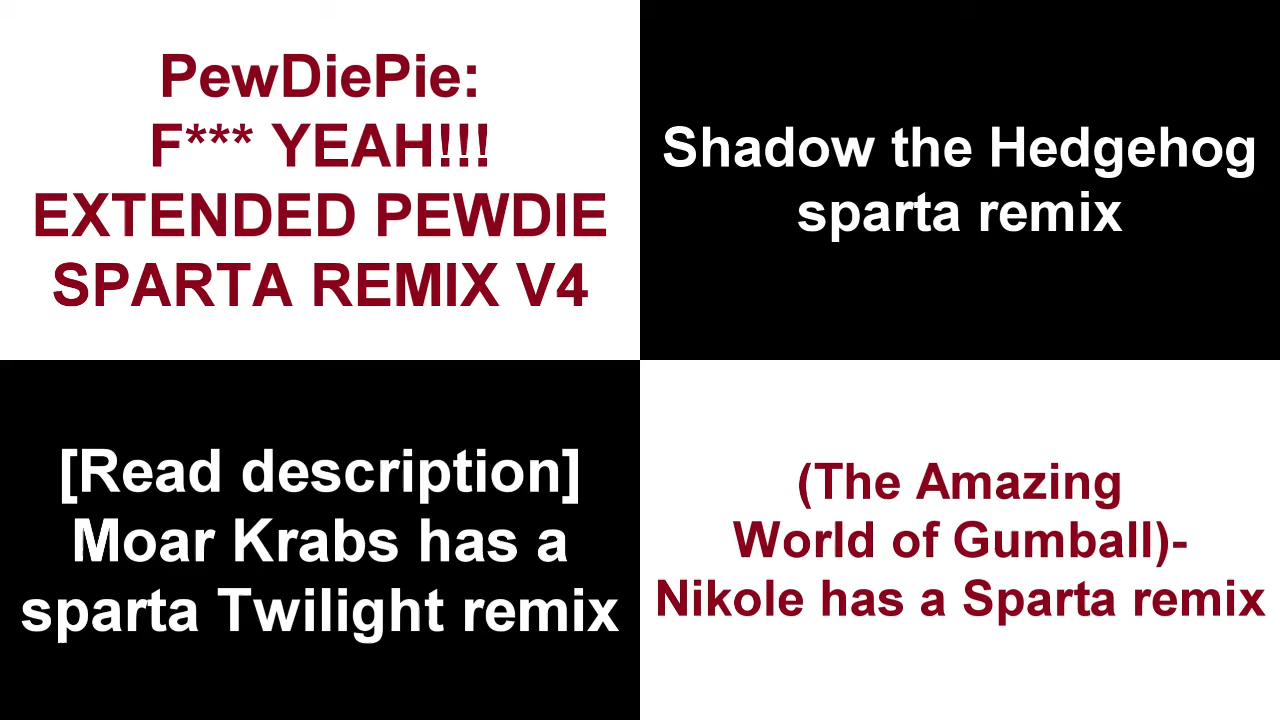 PewDiePie:
F*** YEAH!!!
EXTENDED PEWDIE
SPARTA REMIX V4
Shadow the Hedgehog
sparta remix
[Read description]
Moar Krabs has a
sparta Twilight remix
(The Amazing
World of Gumball)-
Nikole has a Sparta remix